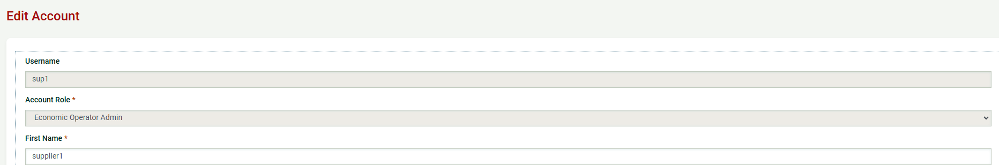 Edit Account
Username
sup1
Account Role *
Economic Operator Admin
First Name *
supplier1